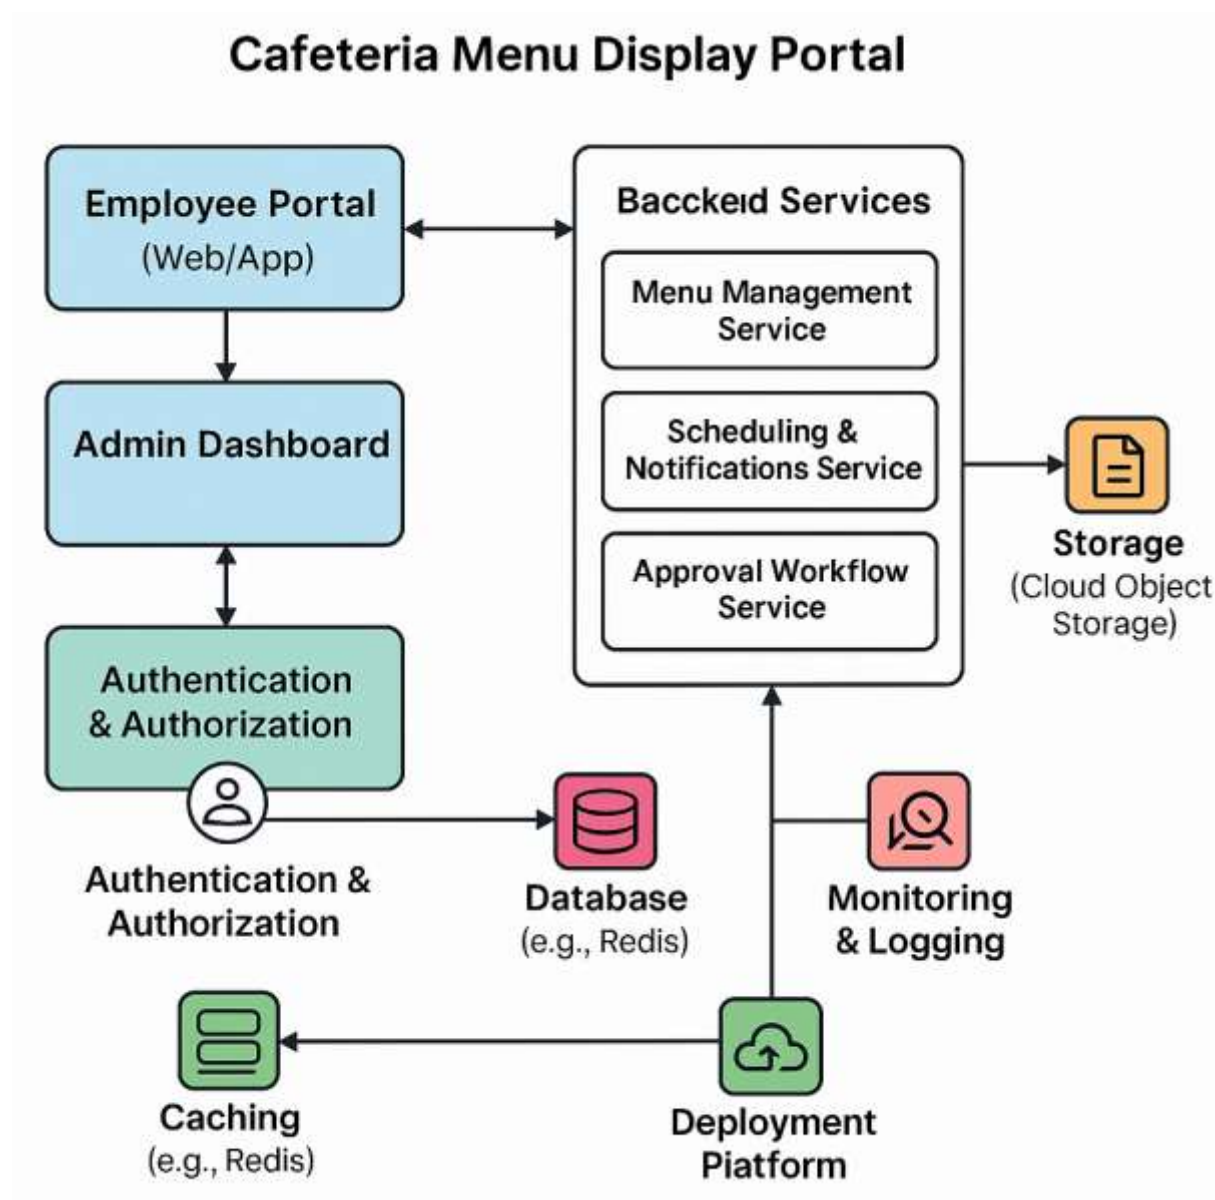 Cafeteria Menu Display Portal
Employee Portal
(Web/App)
Admin Dashboard
Authentication
& Authorization
Authentication &
Authorization
Bacckeıd Services
Menu Management
Service
Scheduling &
Notifications Service
Approval Workflow
Service
Storage
(Cloud Object
Storage)
Database
(e.g., Redis)
Monitoring
& Logging
Caching
(e.g., Redis)
Deployment
Piatform